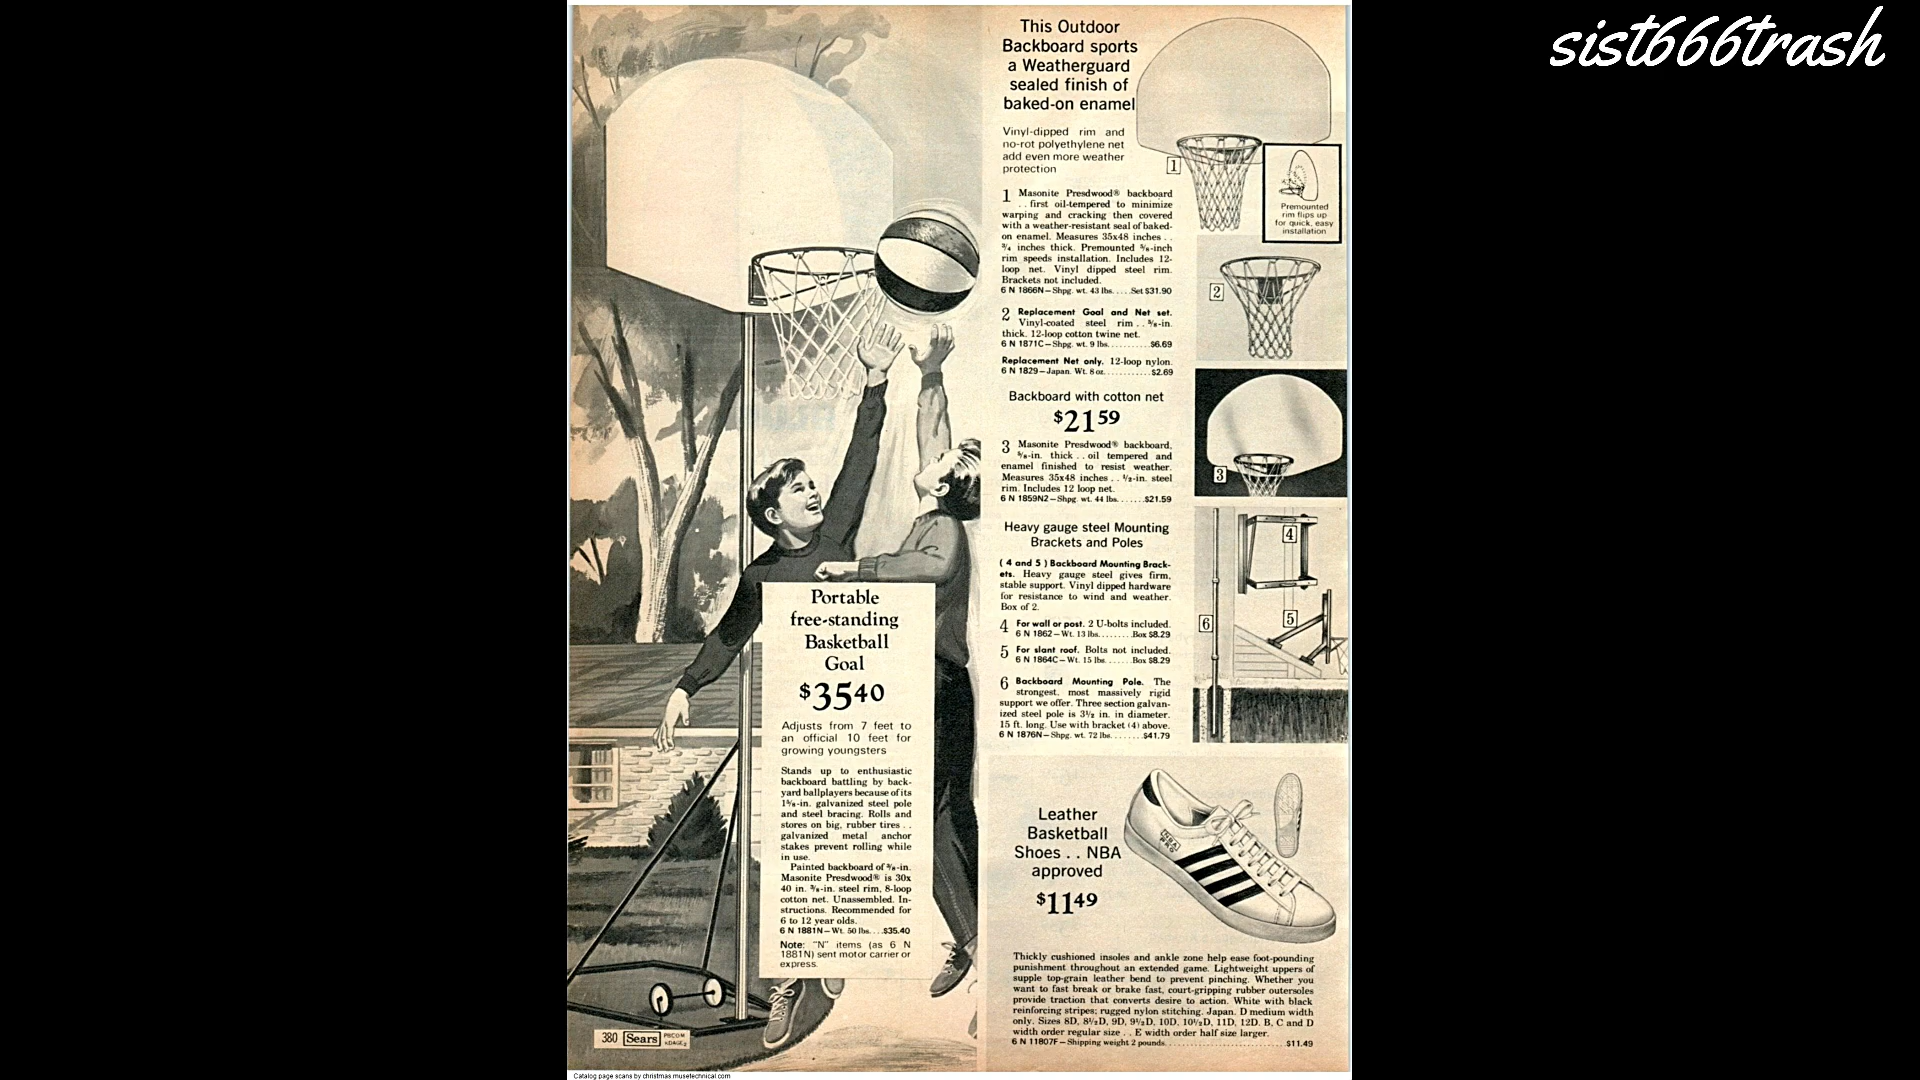 sist666trash
This Outdoor
Backboard sports
a Weatherguard
sealed finish of
baked-on enamel
Vinyl-dipped rim and
no-rot polyethylene net
add even more weather
protection
1 Masonite Presdwood® backboard
. . first oil-tempered to minimize
warping and cracking then covered
with a weather-resistant seal of baked-
on enamel. Measures 35x48 inches . .
¾ inches thick. Premounted ⅝-inch
rim speeds installation. Includes 12-
loop net. Vinyl dipped steel rim.
Brackets not included.
6 N 1866N—Shpg. wt. 43 lbs. . . . .Set $31.90
2 Replacement Goal and Net set.
Vinyl-coated steel rim . . ⅝-in.
thick. 12-loop cotton twine net.
6 N 1871C—Shpg. wt. 9 lbs. . . . . . . . . . .$6.69
Replacement Net only. 12-loop nylon.
6 N 1829—Japan. Wt. 8 oz. . . . . . . . . . . .$2.69
Backboard with cotton net
$21 59
3 Masonite Presdwood® backboard,
⅝-in. thick . . oil tempered and
enamel finished to resist weather.
Measures 35x48 inches . . ½-in. steel
rim. Includes 12 loop net.
6 N 1859N2—Shpg. wt. 44 lbs. . . . . . .$21.59
Heavy gauge steel Mounting
Brackets and Poles
( 4 and 5 ) Backboard Mounting Brack-
ets. Heavy gauge steel gives firm,
stable support. Vinyl dipped hardware
for resistance to wind and weather.
Box of 2.
4 For wall or post. 2 U-bolts included.
6 N 1862—Wt. 13 lbs. . . . . . . . .Box $8.29
5 For slant roof. Bolts not included.
6 N 1864C—Wt. 15 lbs. . . . . . . Box $8.29
6 Backboard Mounting Pole. The
strongest, most massively rigid
support we offer. Three section galvan-
ized steel pole is 3½ in. in diameter.
15 ft. long. Use with bracket (4) above.
6 N 1876N—Shpg. wt. 72 lbs. . . . . . . .$41.79
1
Premounted
rim flips up
for quick, easy
installation
2
3
4
5
6
Portable
free-standing
Basketball
Goal
$35 40
Adjusts from 7 feet to
an official 10 feet for
growing youngsters
Stands up to enthusiastic
backboard battling by back-
yard ballplayers because of its
1⅝-in. galvanized steel pole
and steel bracing. Rolls and
stores on big, rubber tires . .
galvanized metal anchor
stakes prevent rolling while
in use.
Painted backboard of ⅜-in.
Masonite Presdwood® is 30x
40 in. ⅜-in. steel rim, 8-loop
cotton net. Unassembled. In-
structions. Recommended for
6 to 12 year olds.
6 N 1881N—Wt. 50 lbs. . . .$35.40
Note: "N" items (as 6 N
1881N) sent motor carrier or
express.
Leather
Basketball
Shoes . . NBA
approved
$11 49
NBA
PRO
Thickly cushioned insoles and ankle zone help ease foot-pounding
punishment throughout an extended game. Lightweight uppers of
supple top-grain leather bend to prevent pinching. Whether you
want to fast break or brake fast, court-gripping rubber outersoles
provide traction that converts desire to action. White with black
reinforcing stripes; rugged nylon stitching. Japan. D medium width
only. Sizes 8D, 8½D, 9D, 9½D, 10D, 10½D, 11D, 12D. B, C and D
width order regular size . . E width order half size larger.
6 N 11807F—Shipping weight 2 pounds. . . . . . . . . . . . . . . . . . . . . . . . . .$11.49
380 Sears
Catalog page scans by christmas.musetechnical.com